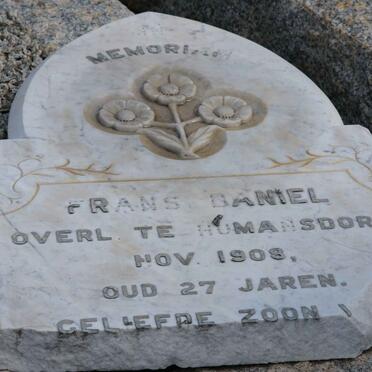 MEMORIAM
FRANS DANIEL
OVERL TE HUMANSDOR
NOV. 1908,
OUD 27 JAREN.
GELIEFDE ZOON V